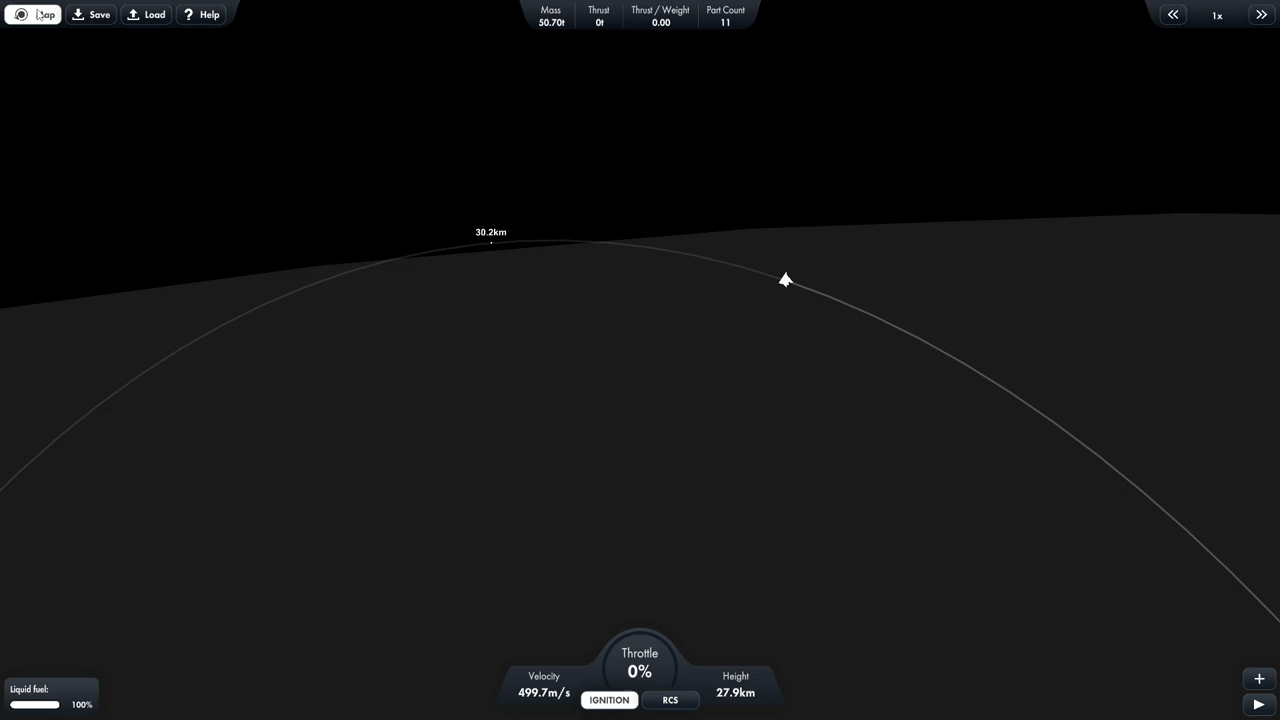 Save
Load
? Help
Mass
50.70t
Thrust
0t
Thrust / Weight
0.00
Part Count
11
1x
30.2km
Throttle
0%
Velocity
499.7m/s
Height
27.9km
IGNITION
RCS
Liquid fuel:
100%